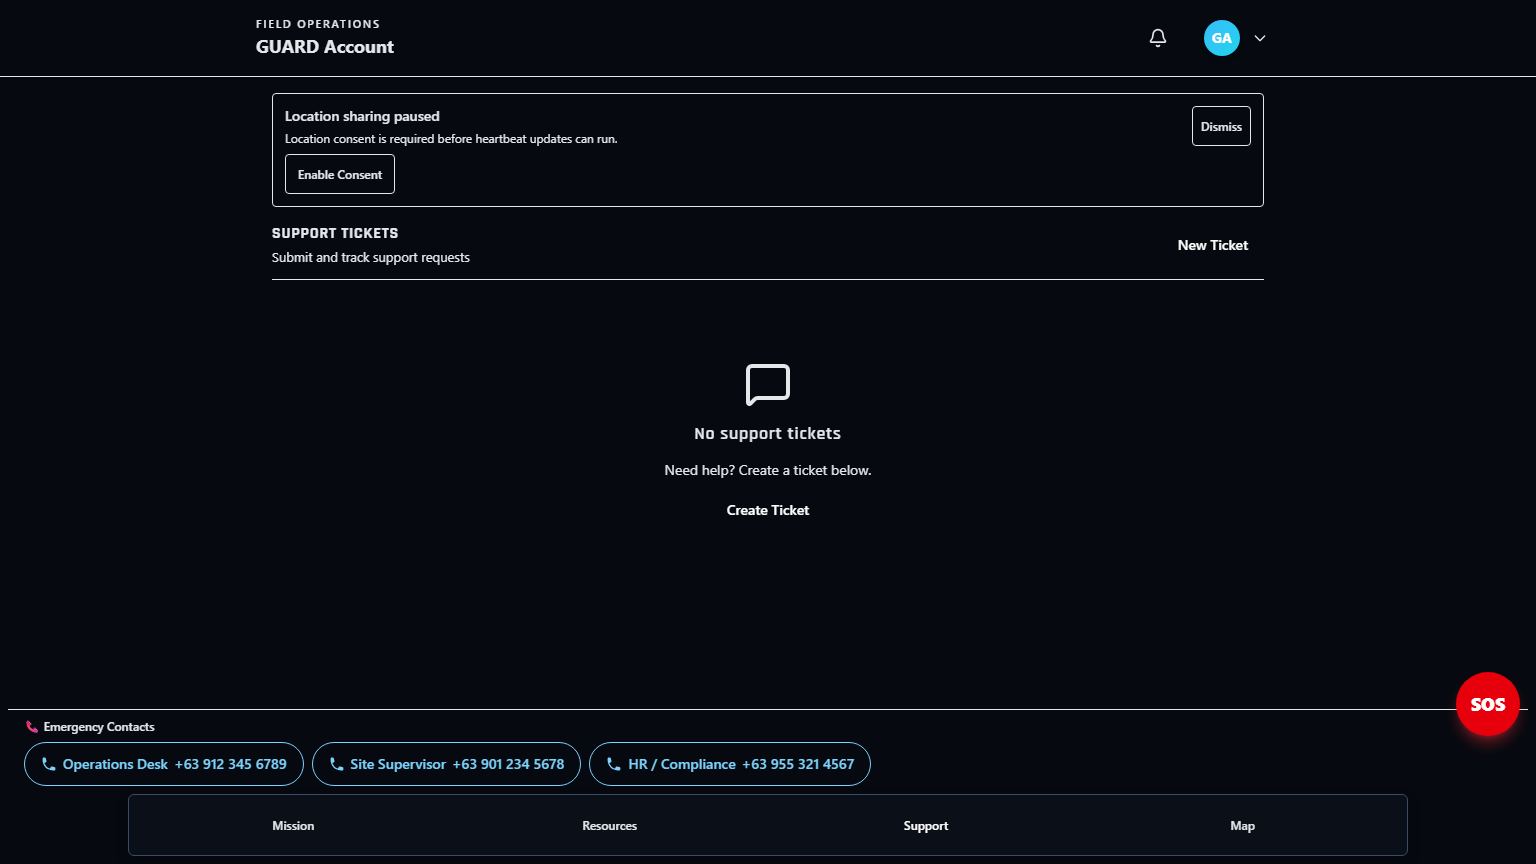 FIELD OPERATIONS
GUARD Account
GA
Location sharing paused
Location consent is required before heartbeat updates can run.
Dismiss
Enable Consent
SUPPORT TICKETS
Submit and track support requests
New Ticket
No support tickets
Need help? Create a ticket below.
Create Ticket
SOS
Emergency Contacts
Operations Desk +63 912 345 6789
Site Supervisor +63 901 234 5678
HR / Compliance +63 955 321 4567
Mission
Resources
Support
Map